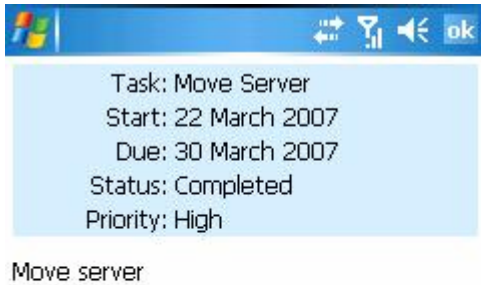 ok
Task: Move Server
Start: 22 March 2007
Due: 30 March 2007
Status: Completed
Priority: High
Move server